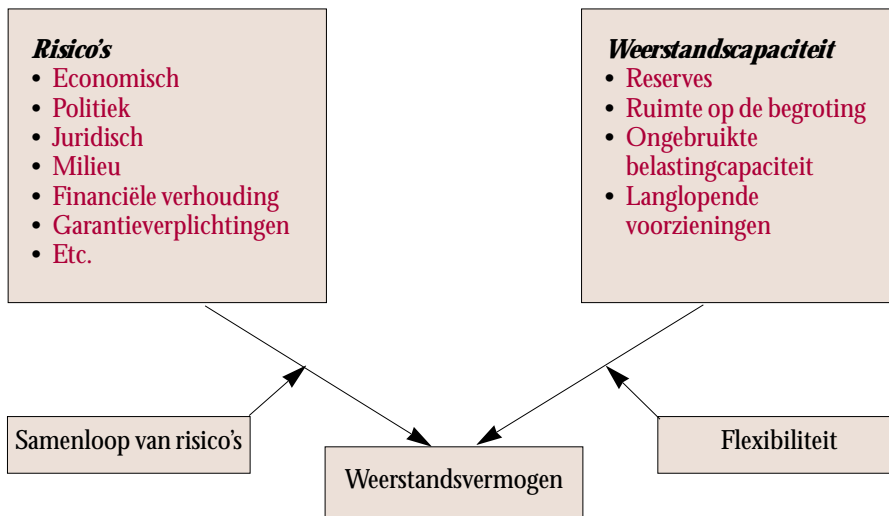 Risico's
• Economisch
• Politiek
• Juridisch
• Milieu
• Financiële verhouding
• Garantieverplichtingen
• Etc.
Weerstandscapaciteit
• Reserves
• Ruimte op de begroting
• Ongebruikte
belastingcapaciteit
• Langlopende
voorzieningen
Samenloop van risico's
Weerstandsvermogen
Flexibiliteit